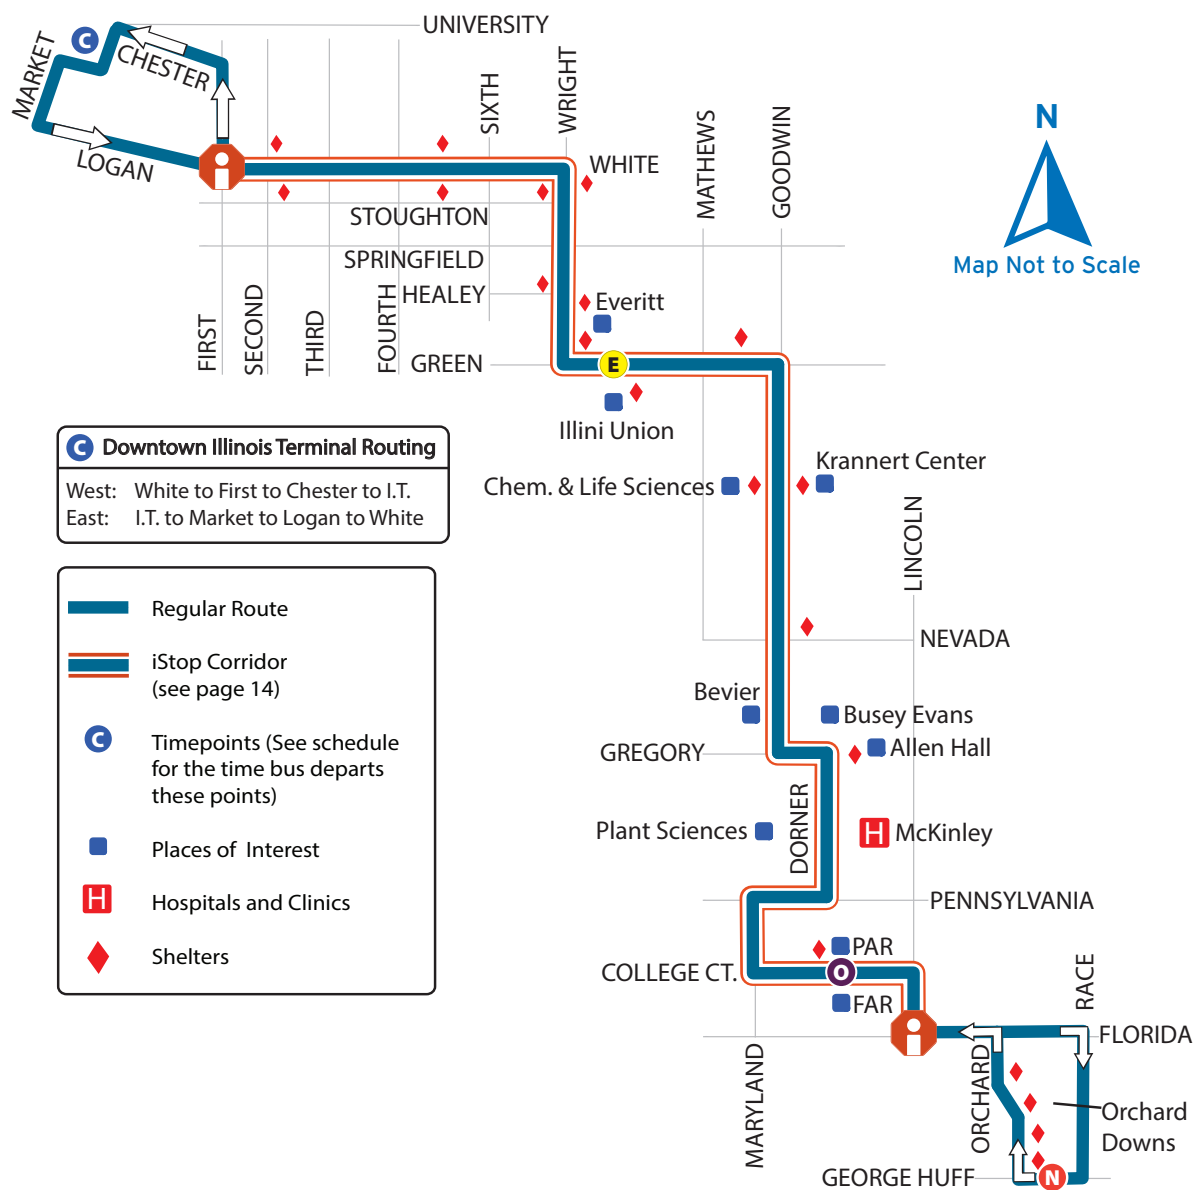 UNIVERSITY
C
MARKET
CHESTER
LOGAN
SIXTH
WRIGHT
WHITE
MATHEWS
GOODWIN
N
Map Not to Scale
STOUGHTON
SPRINGFIELD
HEALEY
FIRST
SECOND
THIRD
FOURTH
GREEN
Everitt
E
Illini Union
C Downtown Illinois Terminal Routing
West: White to First to Chester to I.T.
East: I.T. to Market to Logan to White
Chem. & Life Sciences
Krannert Center
LINCOLN
Regular Route
iStop Corridor
(see page 14)
C
Timepoints (See schedule
for the time bus departs
these points)
Places of Interest
H
Hospitals and Clinics
Shelters
NEVADA
Bevier
Busey Evans
GREGORY
Allen Hall
DORNER
Plant Sciences
H McKinley
PENNSYLVANIA
PAR
COLLEGE CT.
O
FAR
RACE
FLORIDA
MARYLAND
ORCHARD
Orchard
Downs
GEORGE HUFF
N